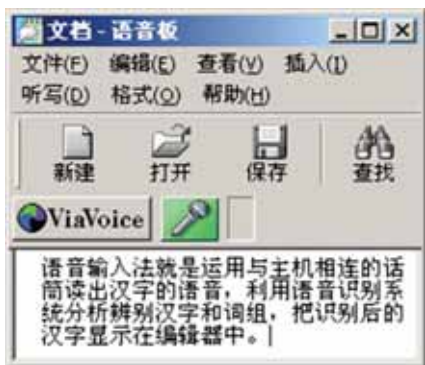 文档 - 语音板
文件(F) 编辑(E) 查看(V) 插入(I)
听写(D) 格式(O) 帮助(H)
新建 打开 保存 查找
ViaVoice
语音输入法就是运用与主机相连的话
筒读出汉字的语音，利用语音识别系
统分析辨别汉字和词组，把识别后的
汉字显示在编辑器中。